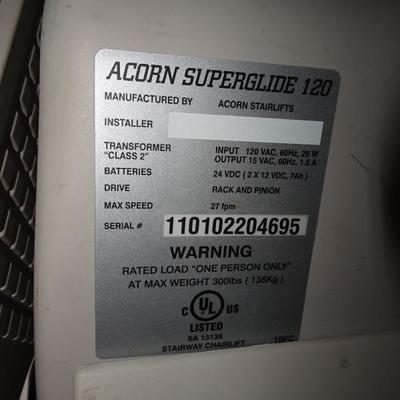 ACORN SUPERGLIDE 120
MANUFACTURED BY ACORN STAIRLIFTS
INSTALLER
TRANSFORMER INPUT 120 VAC, 60Hz, 29 W
"CLASS 2" OUTPUT 15 VAC, 60Hz, 1.5 A
BATTERIES 24 VDC ( 2 X 12 VDC, 7Ah )
DRIVE RACK AND PINION
MAX SPEED 27 fpm
SERIAL # 110102204695
WARNING
RATED LOAD "ONE PERSON ONLY"
AT MAX WEIGHT 300lbs ( 136Kg )
C UL US
LISTED
SA 13138
STAIRWAY CHAIRLIFT 19FC